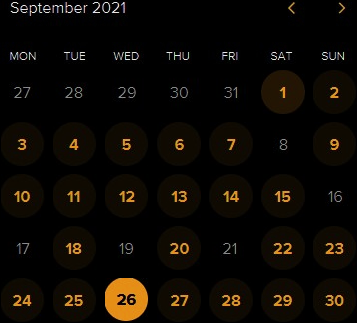 September 2021 < >
MON TUE WED THU FRI SAT SUN
27 28 29 30 31 1 2
3 4 5 6 7 8 9
10 11 12 13 14 15 16
17 18 19 20 21 22 23
24 25 26 27 28 29 30